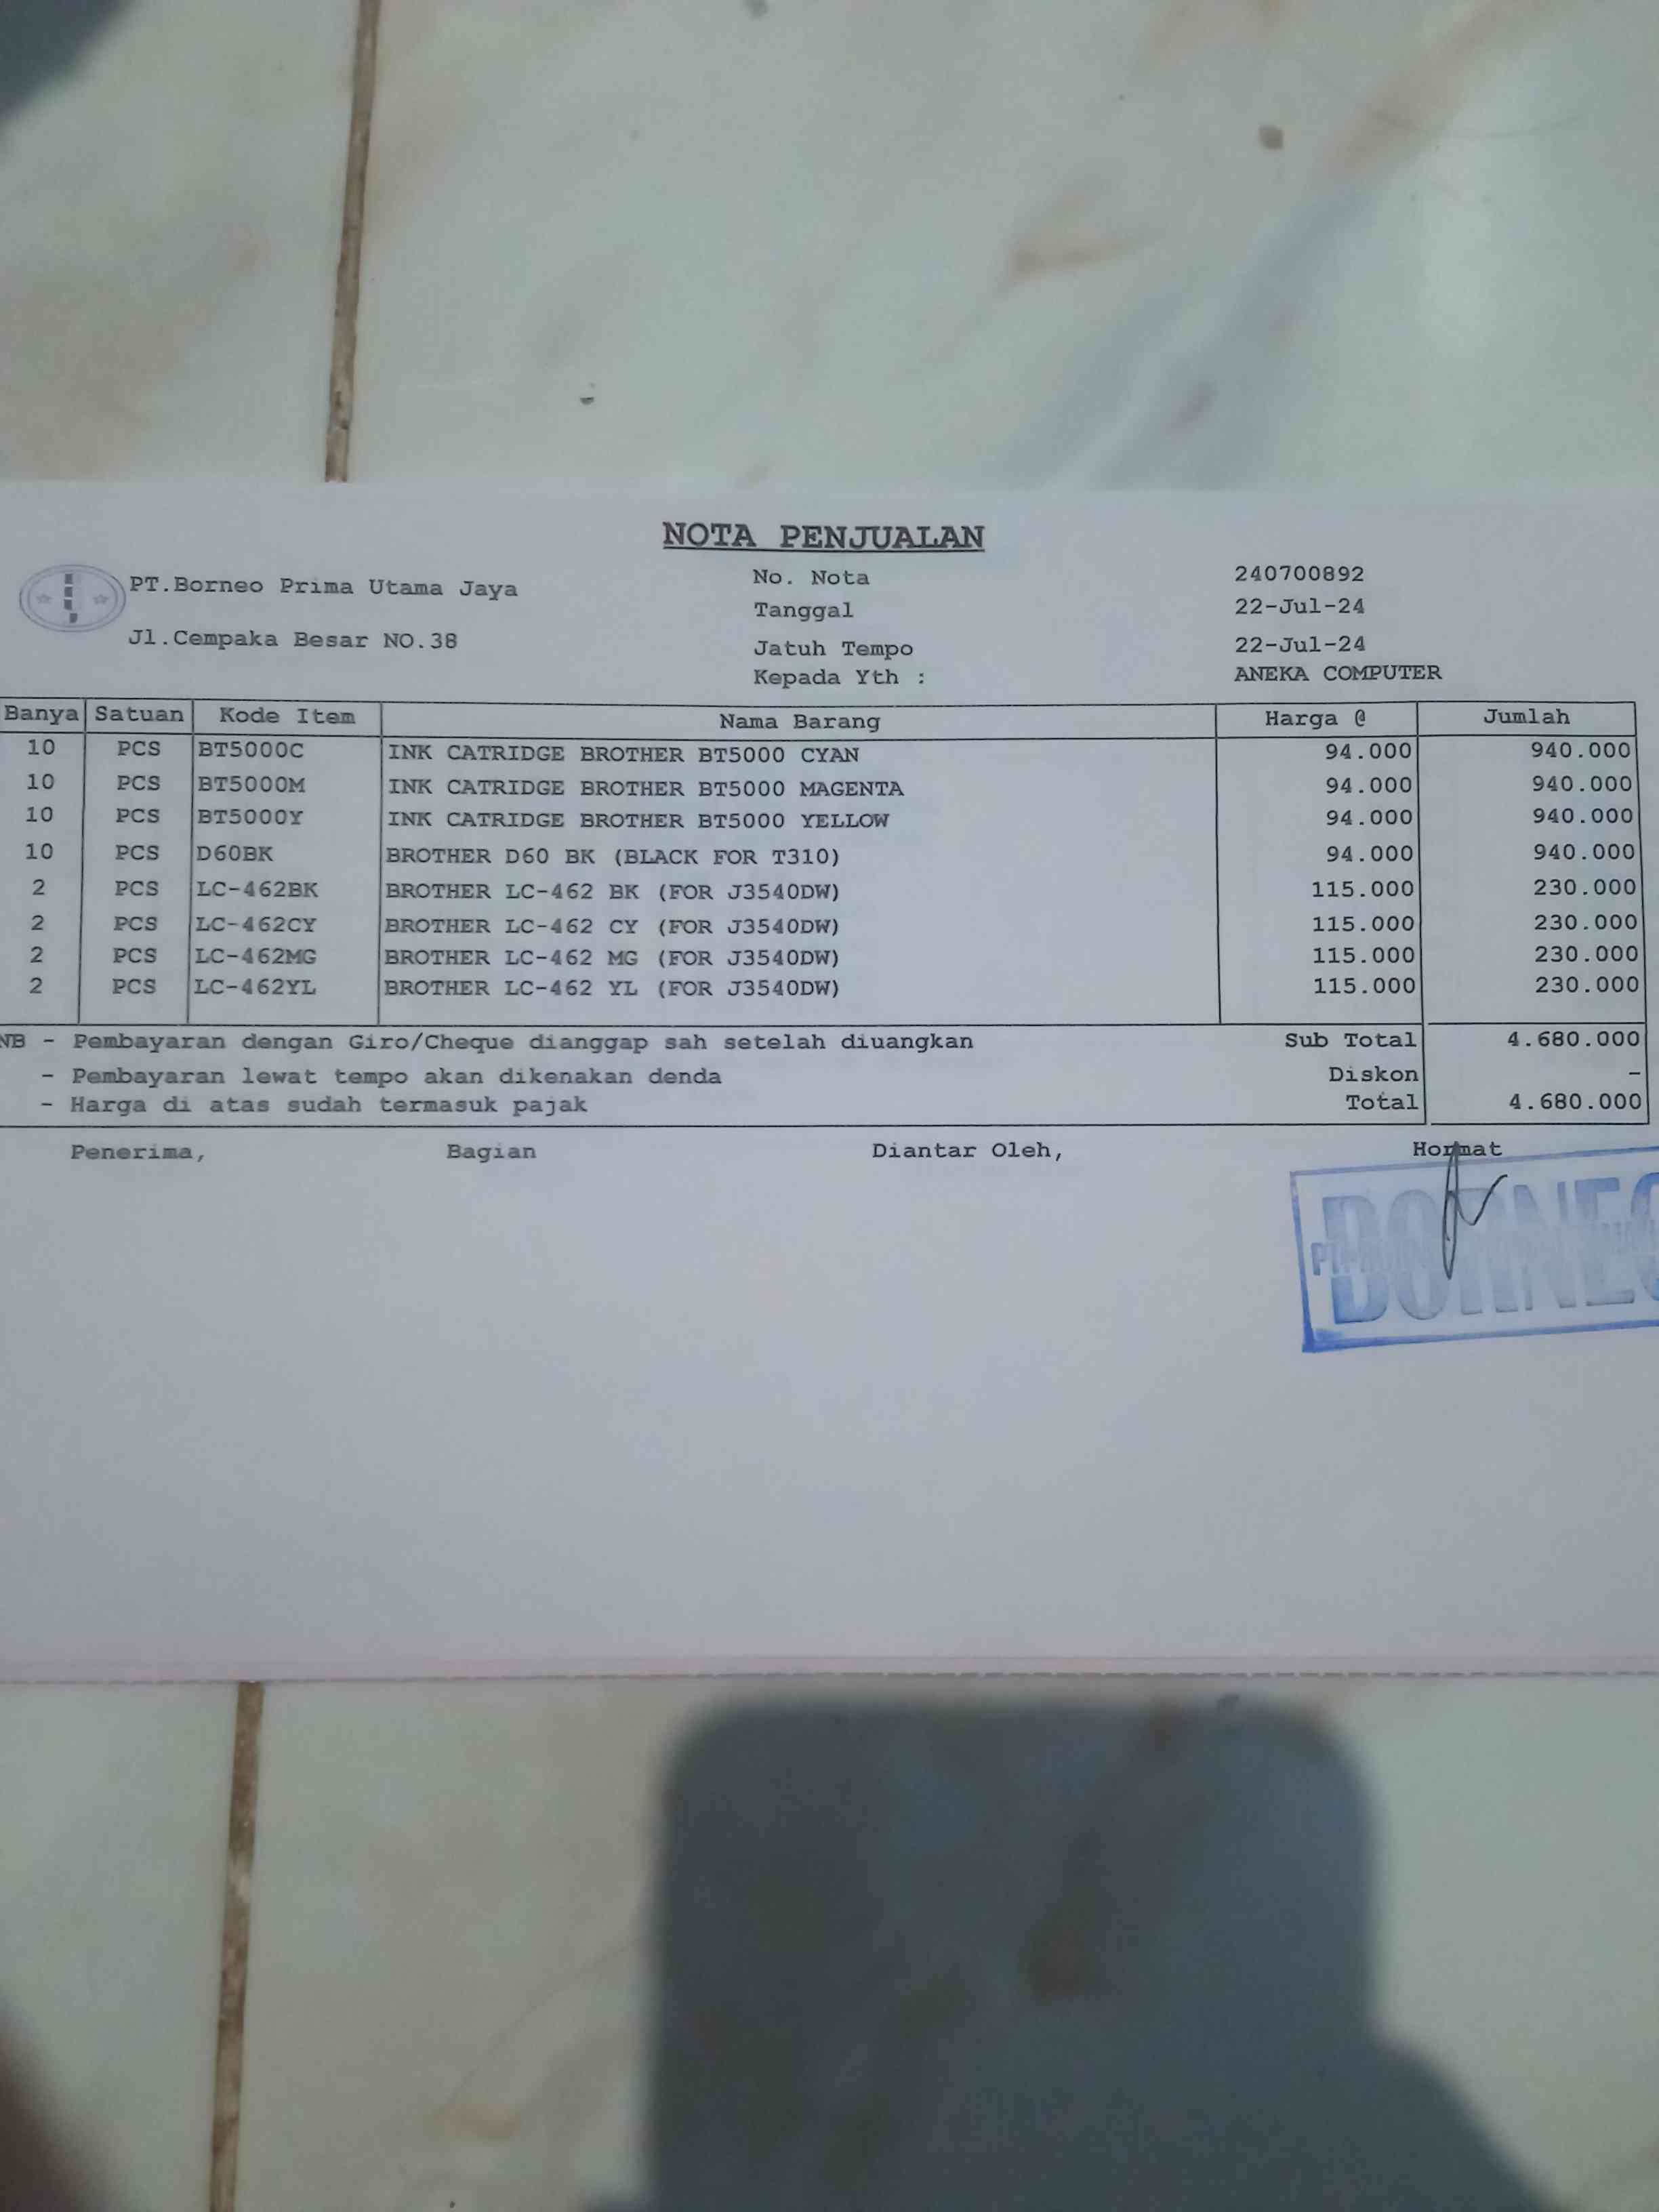 NOTA PENJUALAN
PT.Borneo Prima Utama Jaya
Jl.Cempaka Besar NO.38
No. Nota 240700892
Tanggal 22-Jul-24
Jatuh Tempo 22-Jul-24
Kepada Yth : ANEKA COMPUTER
Banya Satuan Kode Item Nama Barang Harga @ Jumlah
10 PCS BT5000C INK CATRIDGE BROTHER BT5000 CYAN 94.000 940.000
10 PCS BT5000M INK CATRIDGE BROTHER BT5000 MAGENTA 94.000 940.000
10 PCS BT5000Y INK CATRIDGE BROTHER BT5000 YELLOW 94.000 940.000
10 PCS D60BK BROTHER D60 BK (BLACK FOR T310) 94.000 940.000
2 PCS LC-462BK BROTHER LC-462 BK (FOR J3540DW) 115.000 230.000
2 PCS LC-462CY BROTHER LC-462 CY (FOR J3540DW) 115.000 230.000
2 PCS LC-462MG BROTHER LC-462 MG (FOR J3540DW) 115.000 230.000
2 PCS LC-462YL BROTHER LC-462 YL (FOR J3540DW) 115.000 230.000
NB - Pembayaran dengan Giro/Cheque dianggap sah setelah diuangkan Sub Total 4.680.000
- Pembayaran lewat tempo akan dikenakan denda Diskon -
- Harga di atas sudah termasuk pajak Total 4.680.000
Penerima, Bagian Diantar Oleh, Hormat
BORNEO